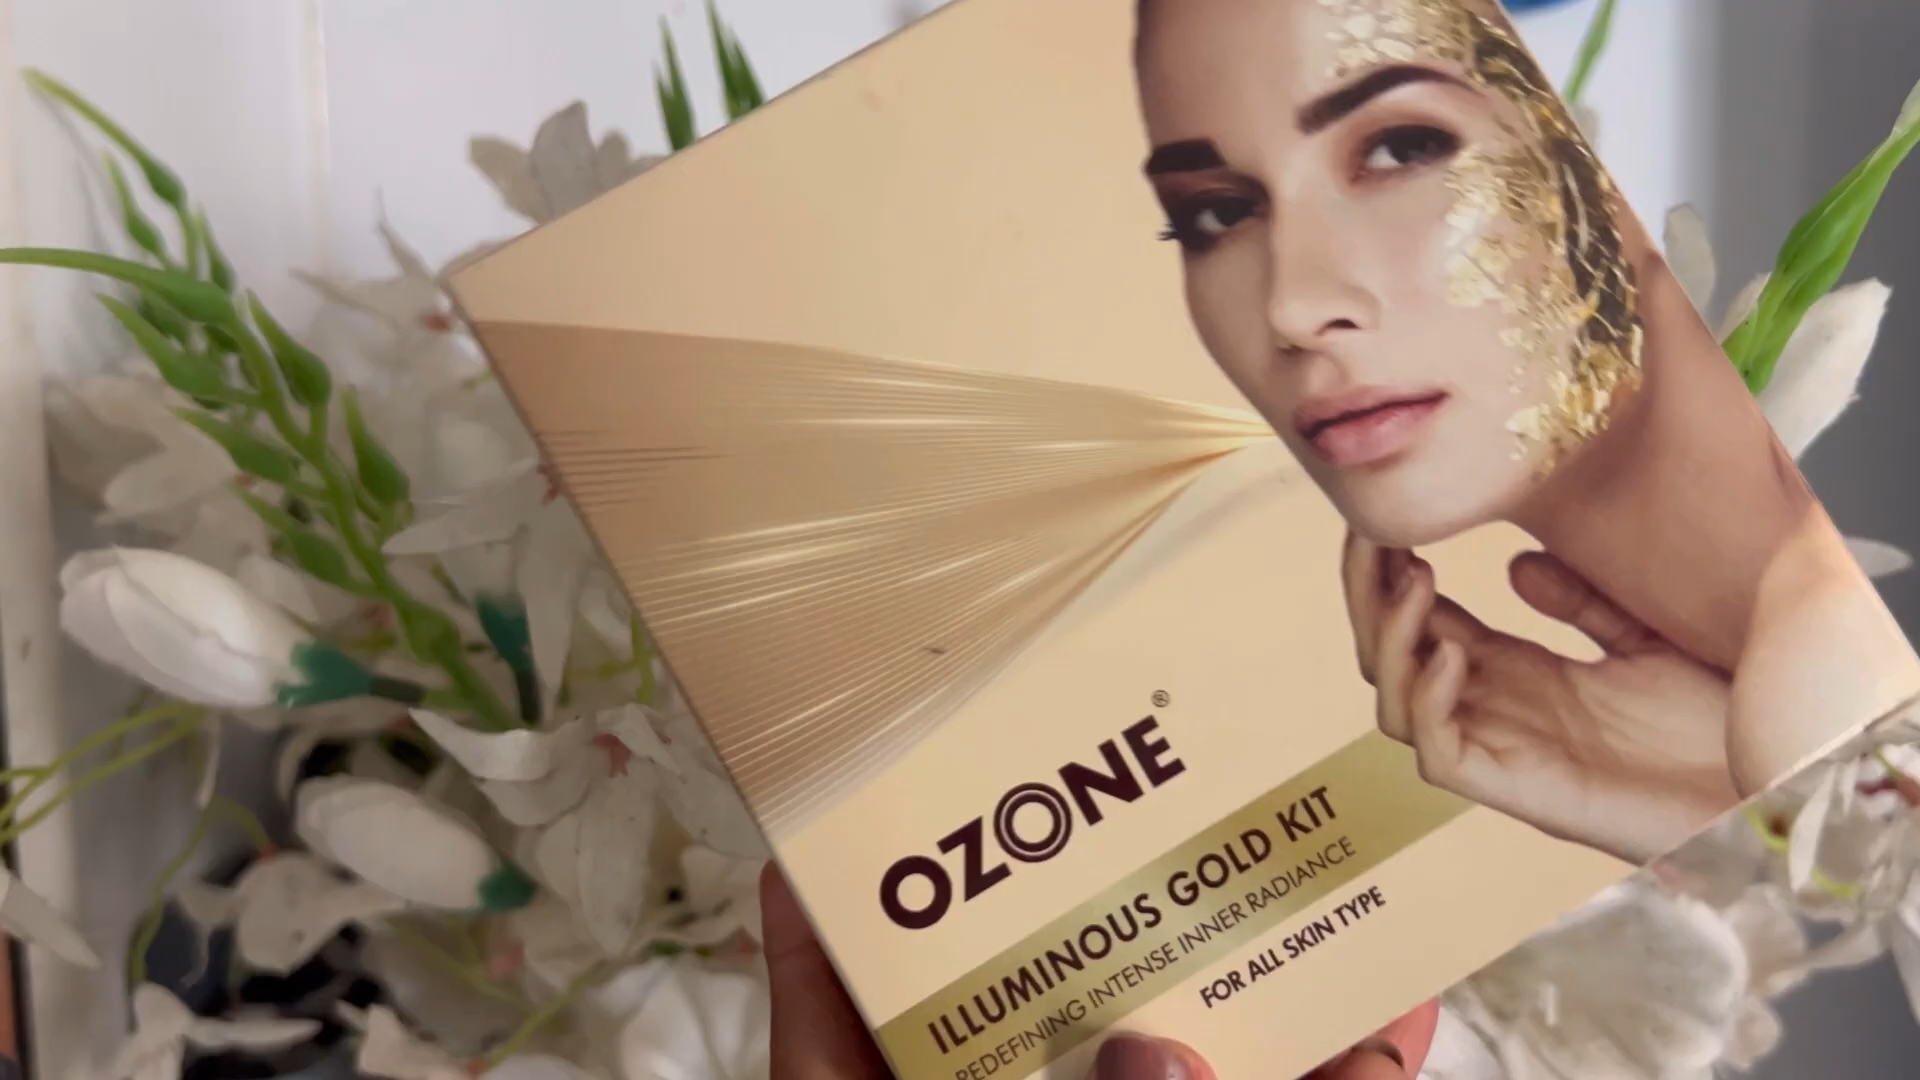 OZONE®
ILLUMINOUS GOLD KIT
REDEFINING INTENSE INNER RADIANCE
FOR ALL SKIN TYPE